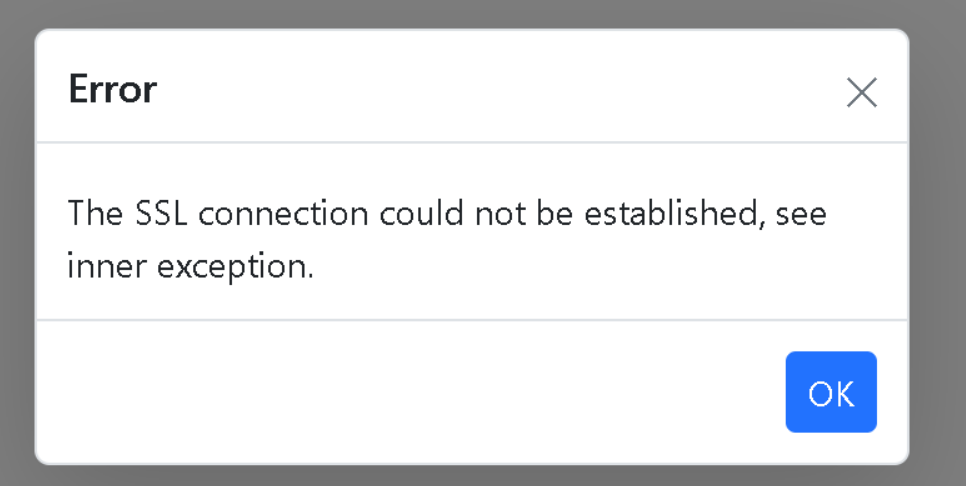 Error
The SSL connection could not be established, see
inner exception.
OK